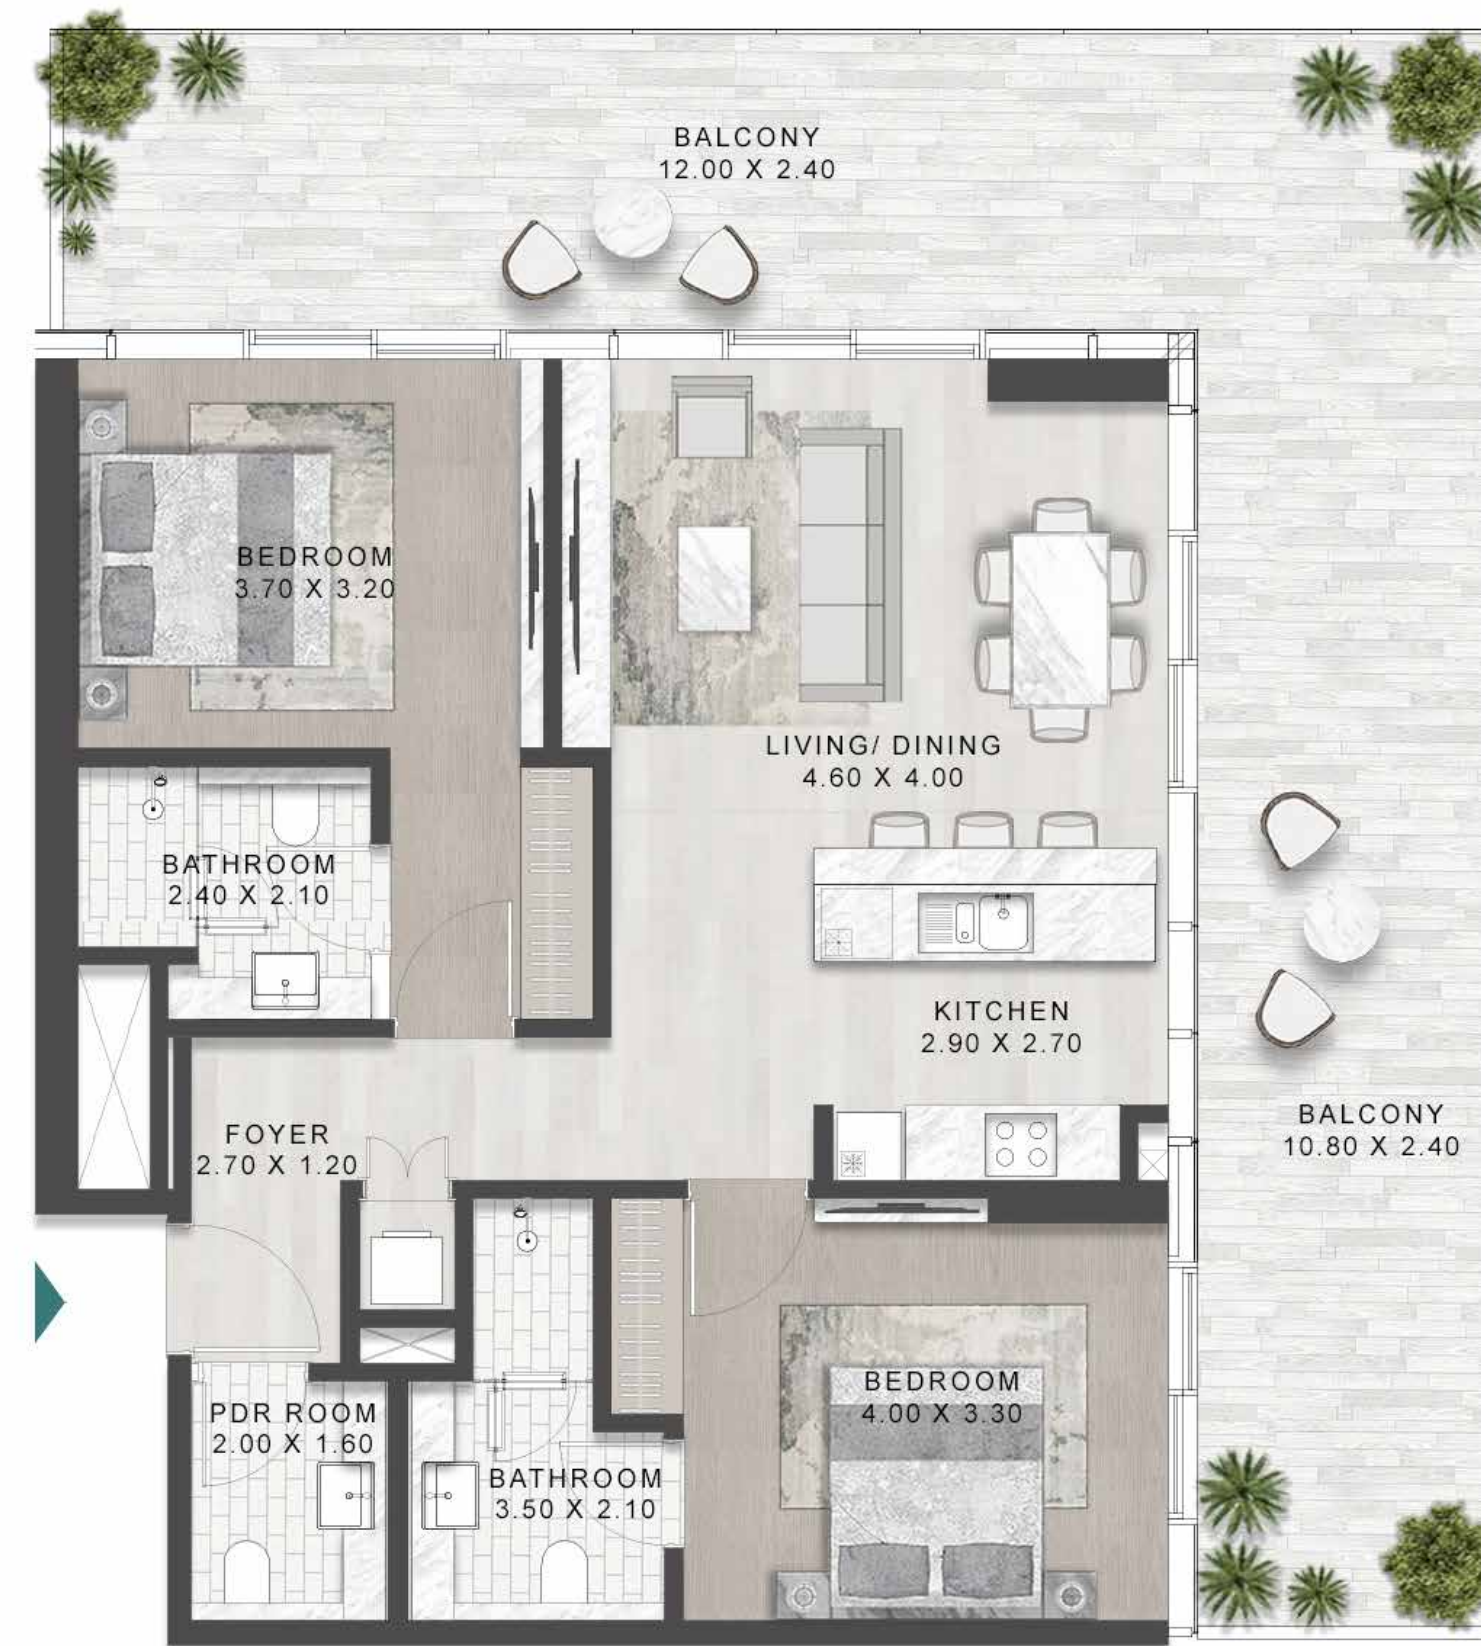 BALCONY
12.00 X 2.40
BEDROOM
3.70 X 3.20
LIVING/ DINING
4.60 X 4.00
BATHROOM
2.40 X 2.10
KITCHEN
2.90 X 2.70
BALCONY
10.80 X 2.40
FOYER
2.70 X 1.20
BEDROOM
4.00 X 3.30
PDR ROOM
2.00 X 1.60
BATHROOM
3.50 X 2.10